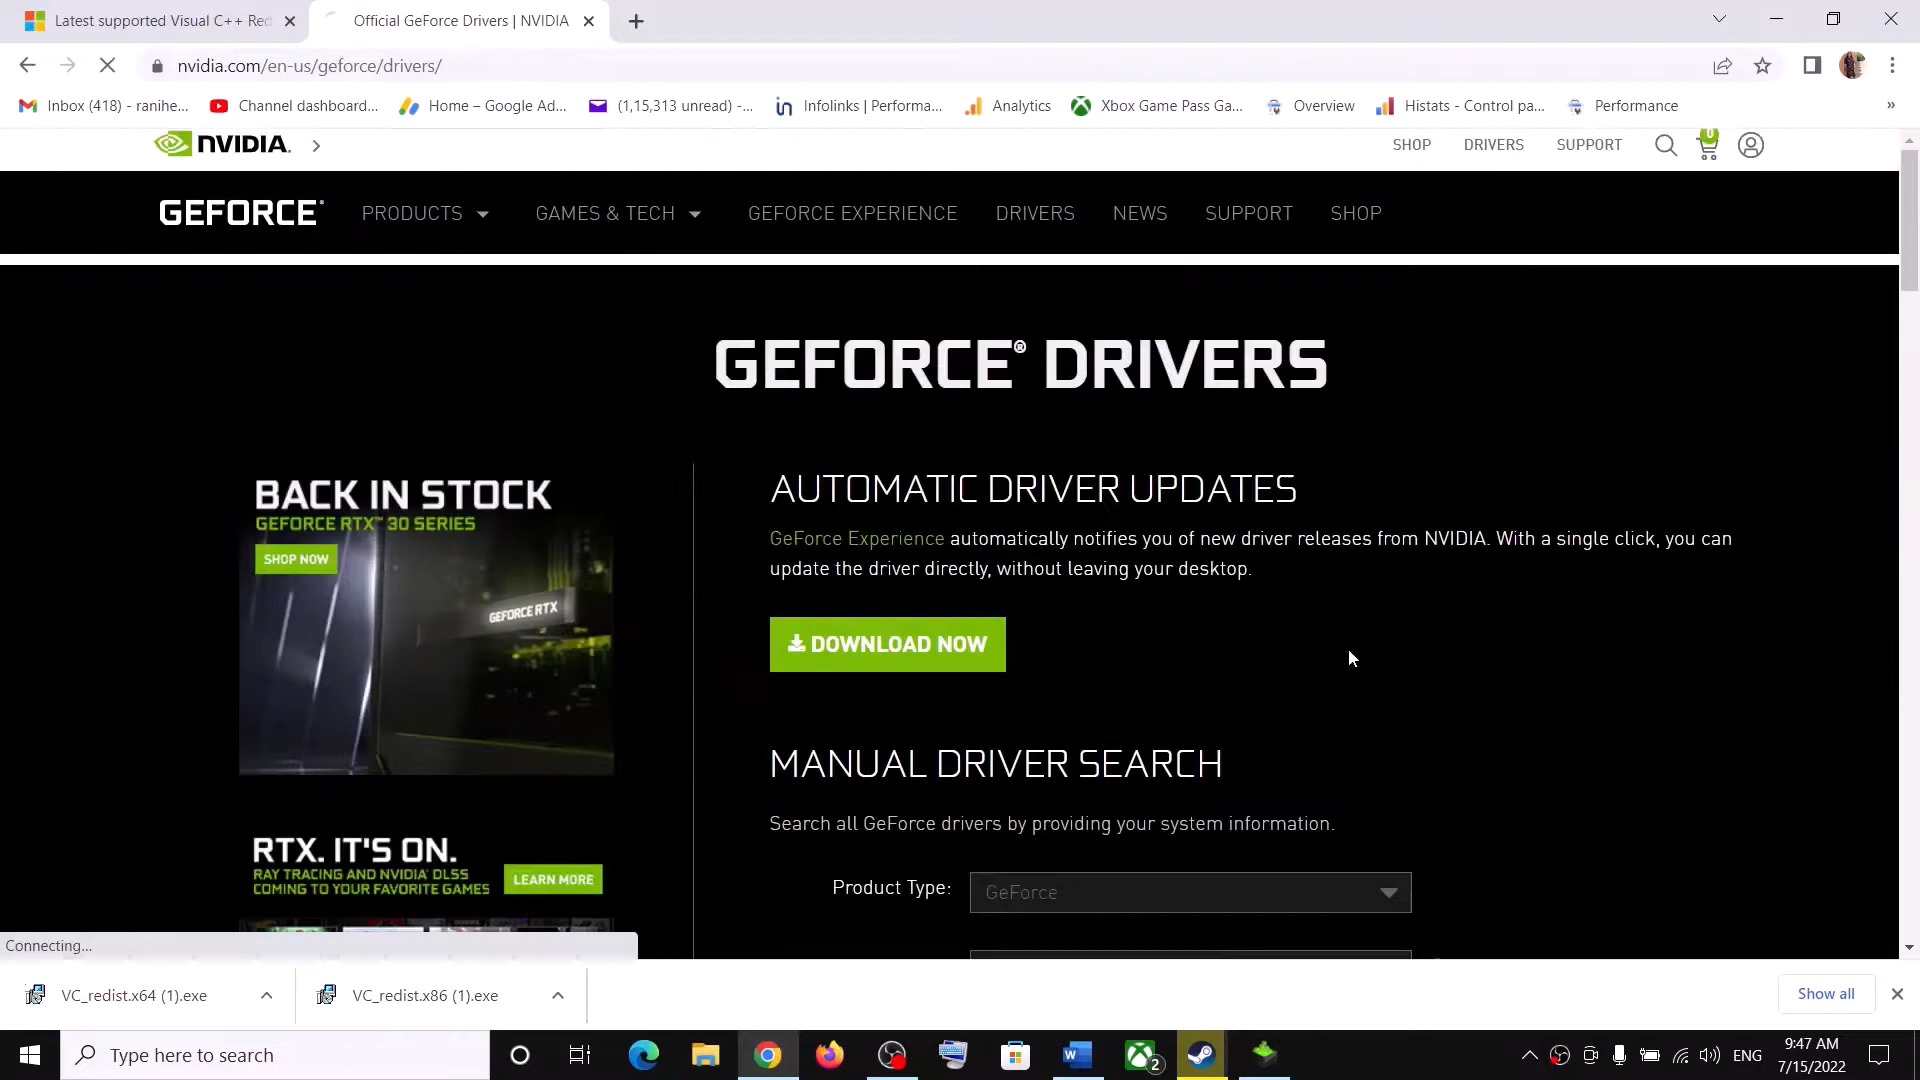 Latest supported Visual C++ Red
Official GeForce Drivers | NVIDIA
nvidia.com/en-us/geforce/drivers/
Inbox (418) - ranihe...
Channel dashboard...
Home – Google Ad...
(1,15,313 unread) -...
Infolinks | Performa...
Analytics
Xbox Game Pass Ga...
Overview
Histats - Control pa...
Performance
»
NVIDIA.
SHOP
DRIVERS
SUPPORT
0
GEFORCE
PRODUCTS
GAMES & TECH
GEFORCE EXPERIENCE
DRIVERS
NEWS
SUPPORT
SHOP
GEFORCE® DRIVERS
BACK IN STOCK
GEFORCE RTX™ 30 SERIES
SHOP NOW
GEFORCE RTX
RTX. IT'S ON.
RAY TRACING AND NVIDIA DLSS
COMING TO YOUR FAVORITE GAMES
LEARN MORE
AUTOMATIC DRIVER UPDATES
GeForce Experience automatically notifies you of new driver releases from NVIDIA. With a single click, you can
update the driver directly, without leaving your desktop.
DOWNLOAD NOW
MANUAL DRIVER SEARCH
Search all GeForce drivers by providing your system information.
Product Type:
GeForce
Connecting...
VC_redist.x64 (1).exe
VC_redist.x86 (1).exe
Show all
Type here to search
2
ENG
9:47 AM
7/15/2022